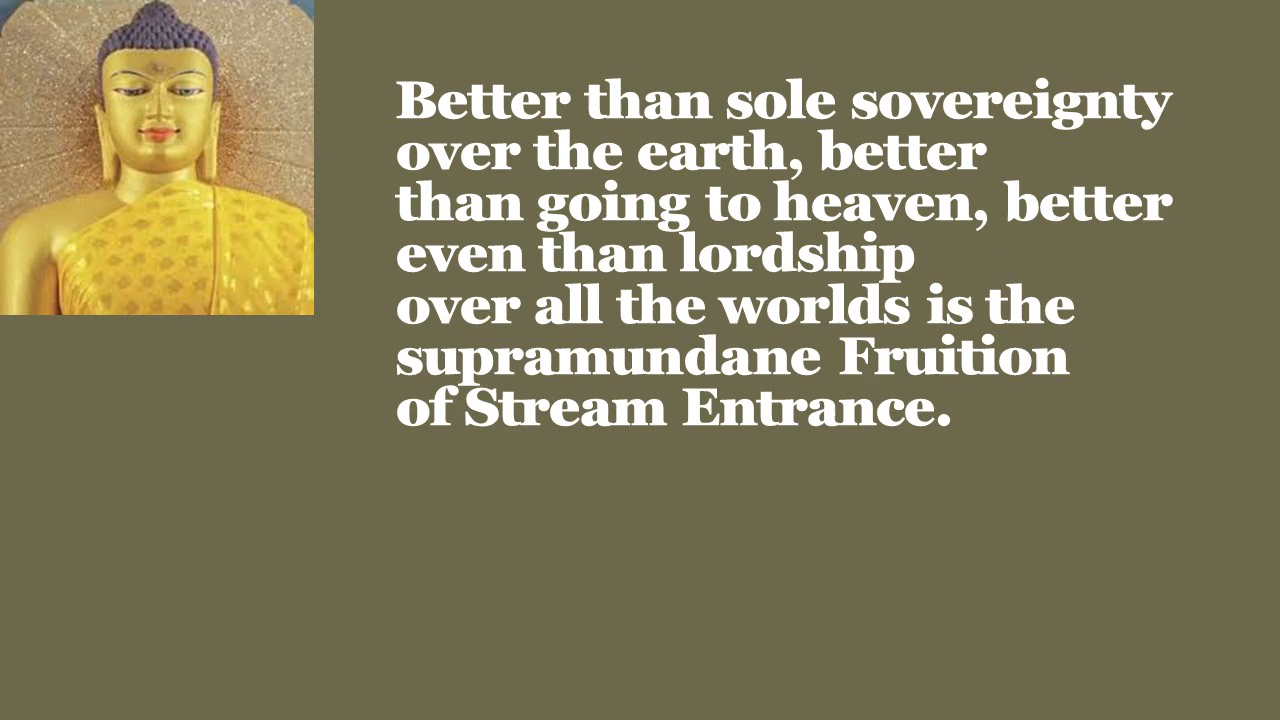 Better than sole sovereignty
over the earth, better
than going to heaven, better
even than lordship
over all the worlds is the
supramundane Fruition
of Stream Entrance.